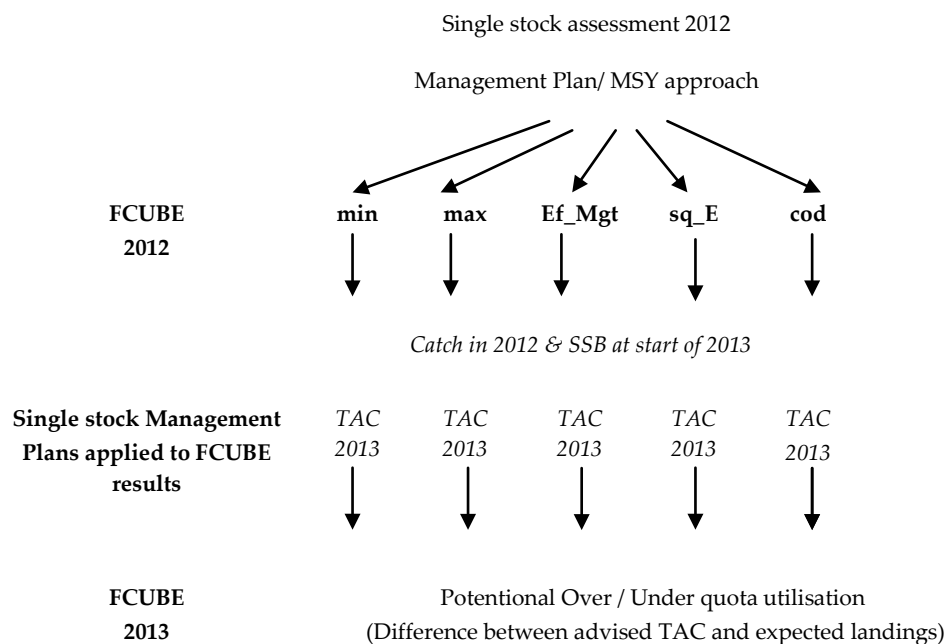 Single stock assessment 2012
Management Plan/ MSY approach
FCUBE
2012
min max Ef_Mgt sq_E cod
Catch in 2012 & SSB at start of 2013
Single stock Management
Plans applied to FCUBE
results
TAC TAC TAC TAC TAC
2013 2013 2013 2013 2013
FCUBE
2013
Potentional Over / Under quota utilisation
(Difference between advised TAC and expected landings)